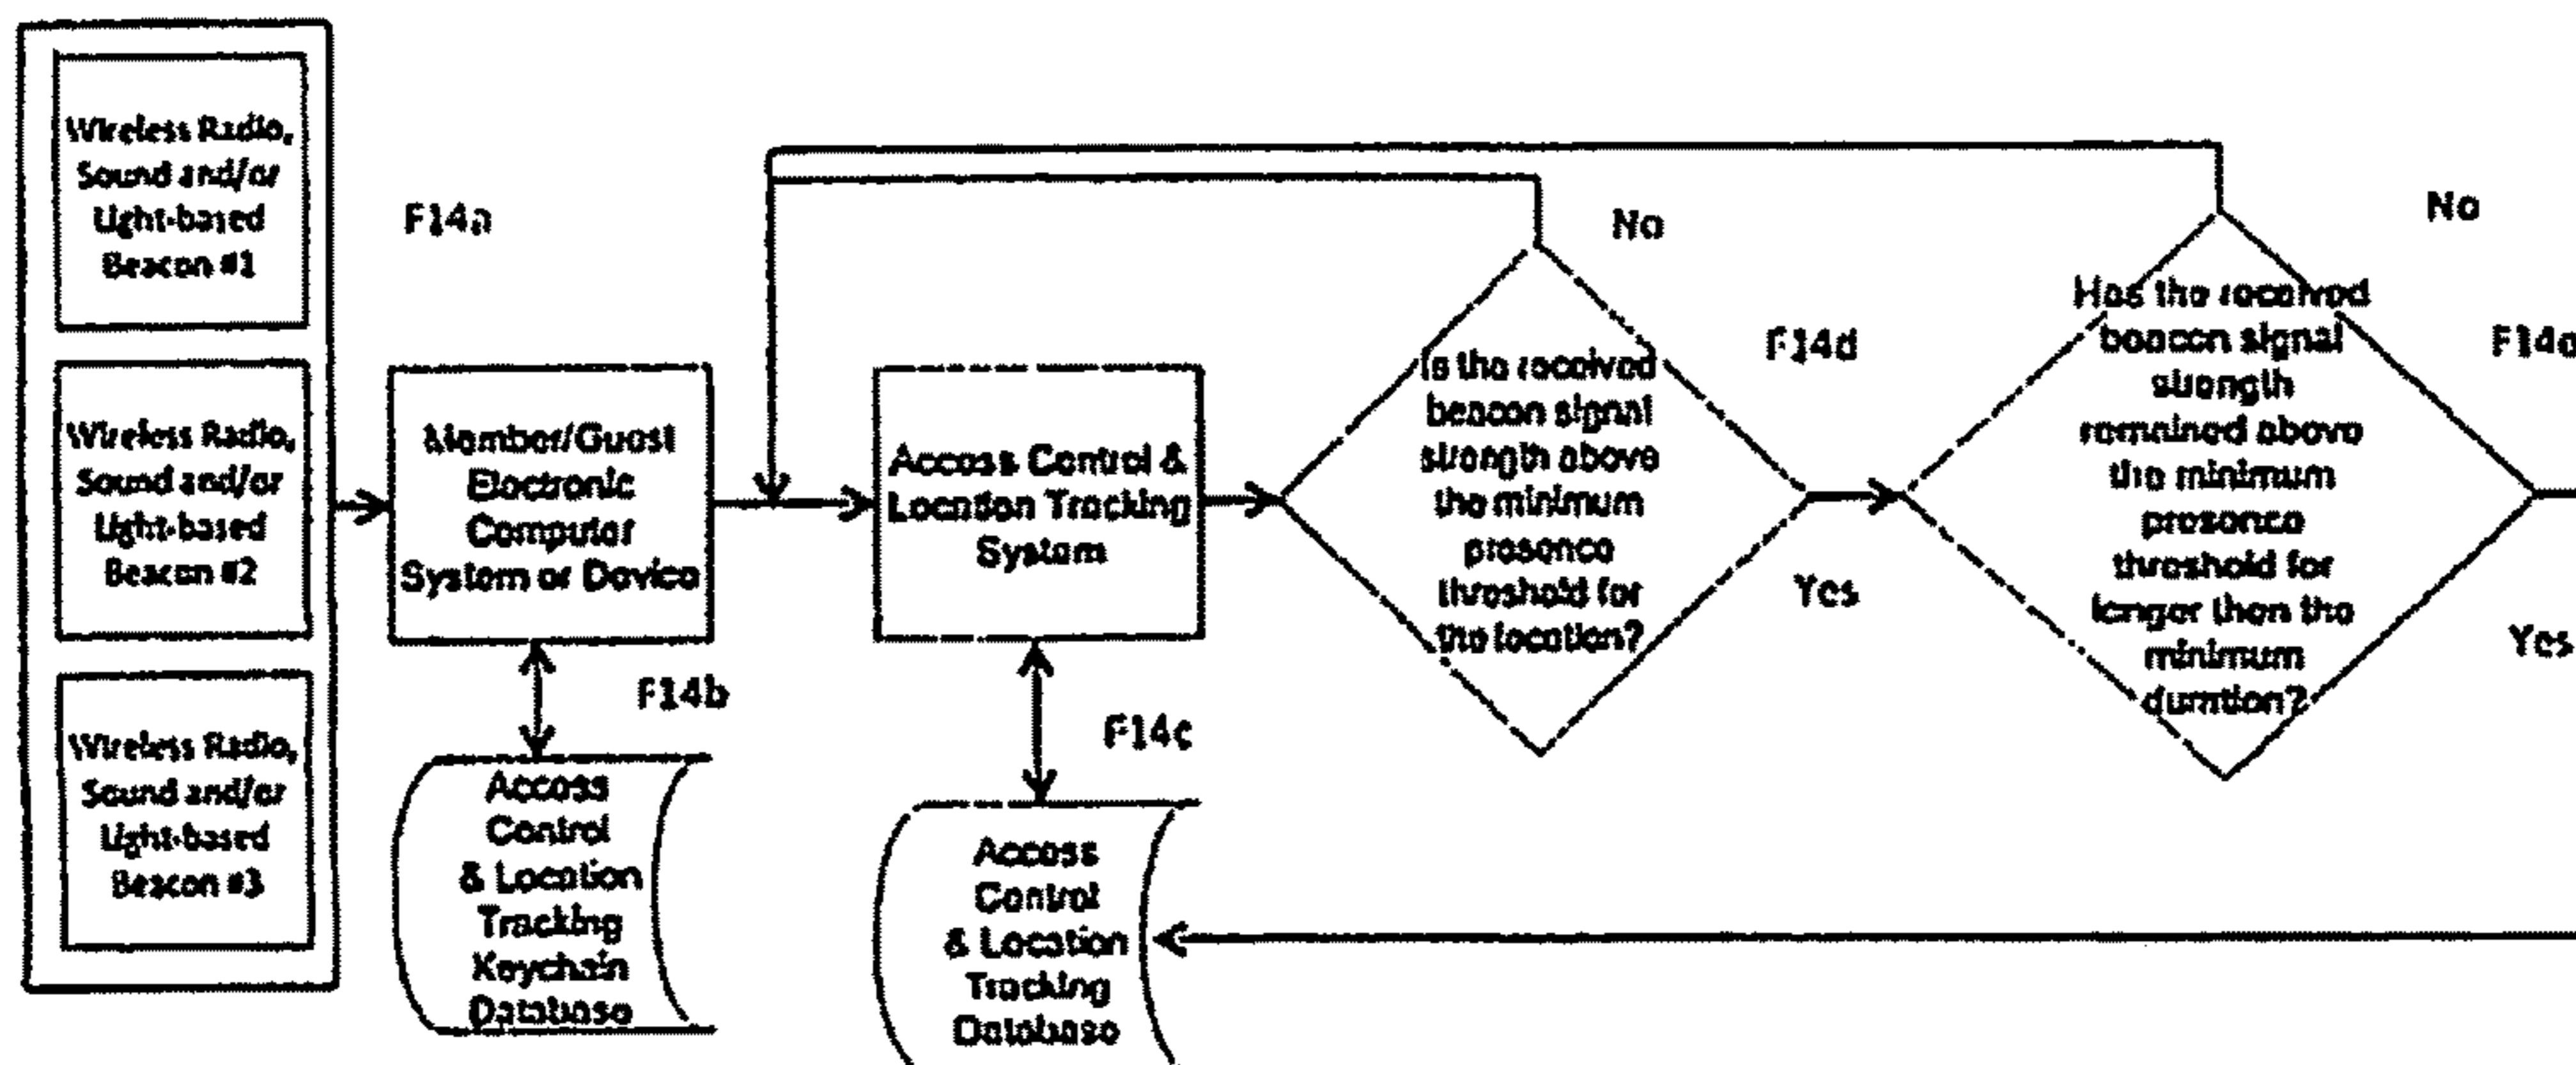 Wireless Radio,
Sound and/or
Light-based
Beacon #1
Wireless Radio,
Sound and/or
Light-based
Beacon #2
Wireless Radio,
Sound and/or
Light-based
Beacon #3
F14a
Member/Guest
Electronic
Computer
System or Device
F14b
Access
Control
& Location
Tracking
Keychain
Database
Access Control &
Location Tracking
System
F14c
Access
Control
& Location
Tracking
Database
Is the received
beacon signal
strength above
the minimum
presence
threshold for
the location?
No
F14d
Yes
Has the received
beacon signal
strength
remained above
the minimum
presence
threshold for
longer then the
minimum
duration?
No
F14e
Yes